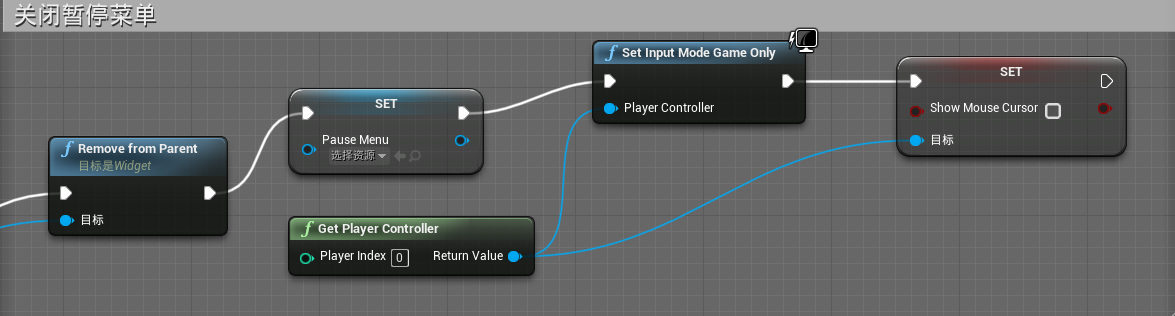 关闭暂停菜单
Remove from Parent
目标是Widget
目标
SET
Pause Menu
选择资源
Get Player Controller
Player Index 0 Return Value
Set Input Mode Game Only
Player Controller
SET
Show Mouse Cursor
目标